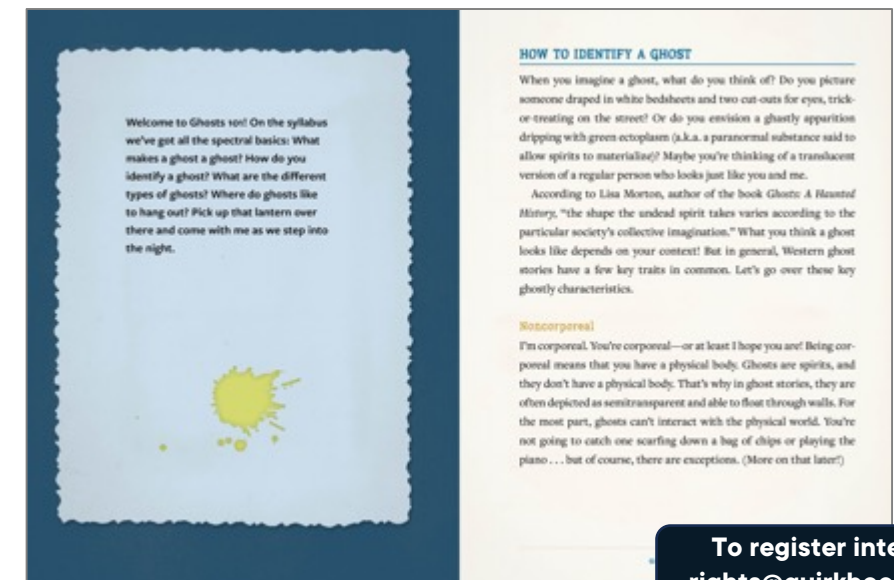 Welcome to Ghosts 101! On the syllabus
we've got all the spectral basics: What
makes a ghost a ghost? How do you
identify a ghost? What are the different
types of ghosts? Where do ghosts like
to hang out? Pick up that lantern over
there and come with me as we step into
the night.
HOW TO IDENTIFY A GHOST
When you imagine a ghost, what do you think of? Do you picture
someone draped in white bedsheets and two cut-outs for eyes, trick-
or-treating on the street? Or do you envision a ghastly apparition
dripping with green ectoplasm (a.k.a. a paranormal substance said to
allow spirits to materialize)? Maybe you're thinking of a translucent
version of a regular person who looks just like you and me.
According to Lisa Morton, author of the book Ghosts: A Haunted
History, "the shape the undead spirit takes varies according to the
particular society's collective imagination." What you think a ghost
looks like depends on your context! But in general, Western ghost
stories have a few key traits in common. Let's go over these key
ghostly characteristics.
Noncorporeal
I'm corporeal. You're corporeal—or at least I hope you are! Being cor-
poreal means that you have a physical body. Ghosts are spirits, and
they don't have a physical body. That's why in ghost stories, they are
often depicted as semitransparent and able to float through walls. For
the most part, ghosts can't interact with the physical world. You're
not going to catch one scarfing down a bag of chips or playing the
piano . . . but of course, there are exceptions. (More on that later!)
To register